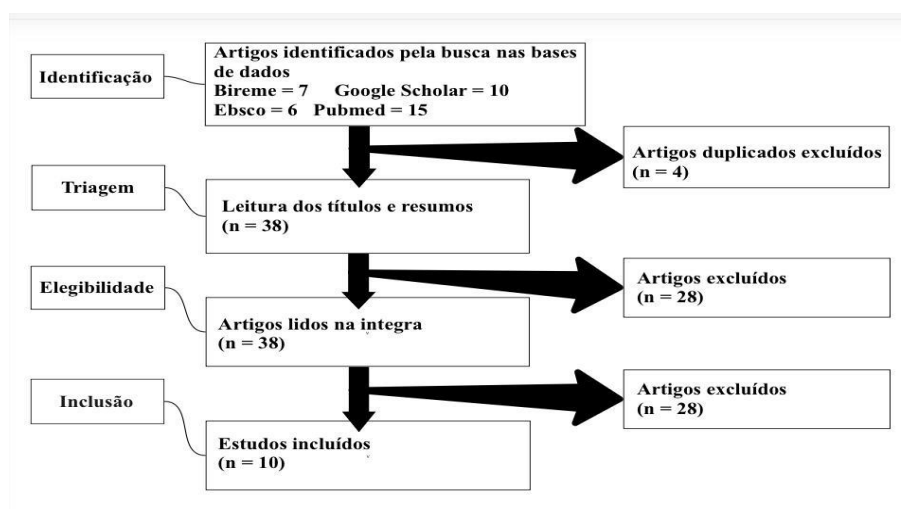 Identificação
Artigos identificados pela busca nas bases
de dados
Bireme = 7 Google Scholar = 10
Ebsco = 6 Pubmed = 15
Artigos duplicados excluídos
(n = 4)
Triagem
Leitura dos títulos e resumos
(n = 38)
Elegibilidade
Artigos excluídos
(n = 28)
Artigos lidos na integra
(n = 38)
Inclusão
Artigos excluídos
(n = 28)
Estudos incluídos
(n = 10)